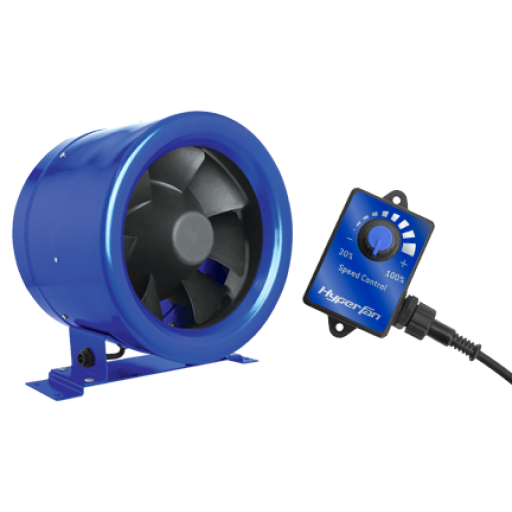 - +
30% 100%
Speed Control
Hyperfan